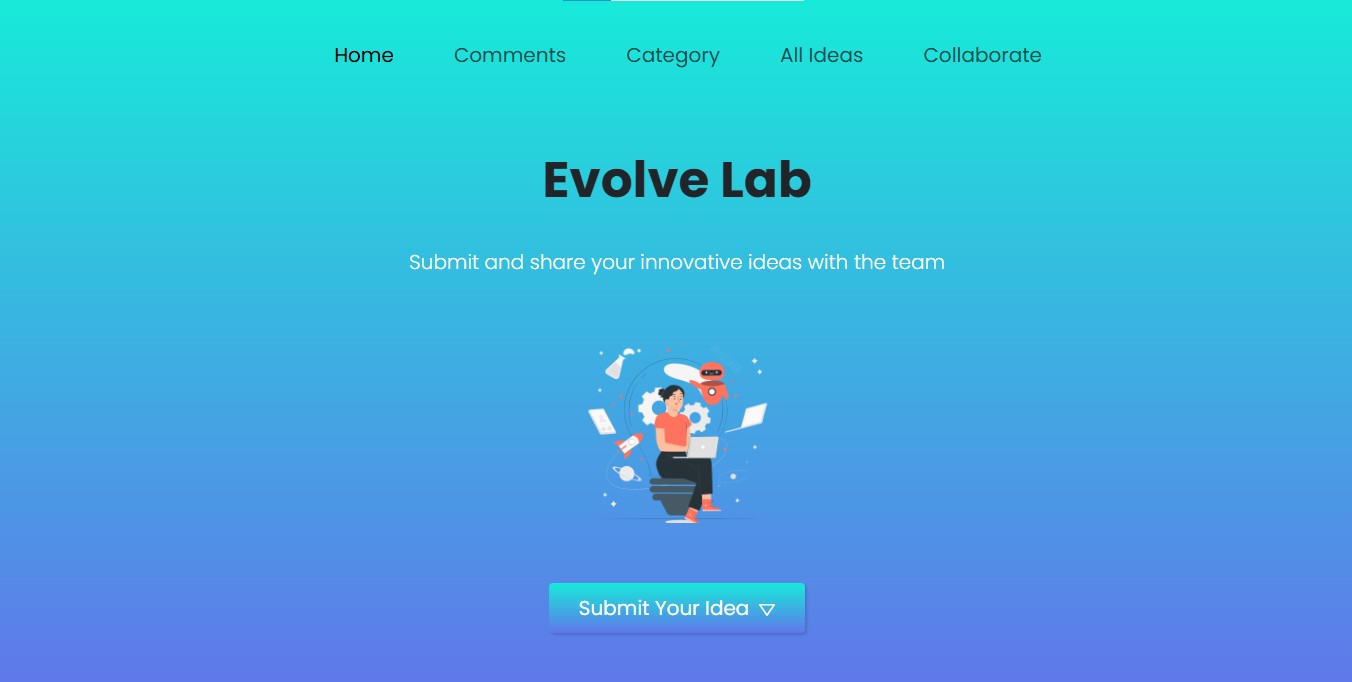 Home Comments Category All Ideas Collaborate
Evolve Lab
Submit and share your innovative ideas with the team
Submit Your Idea